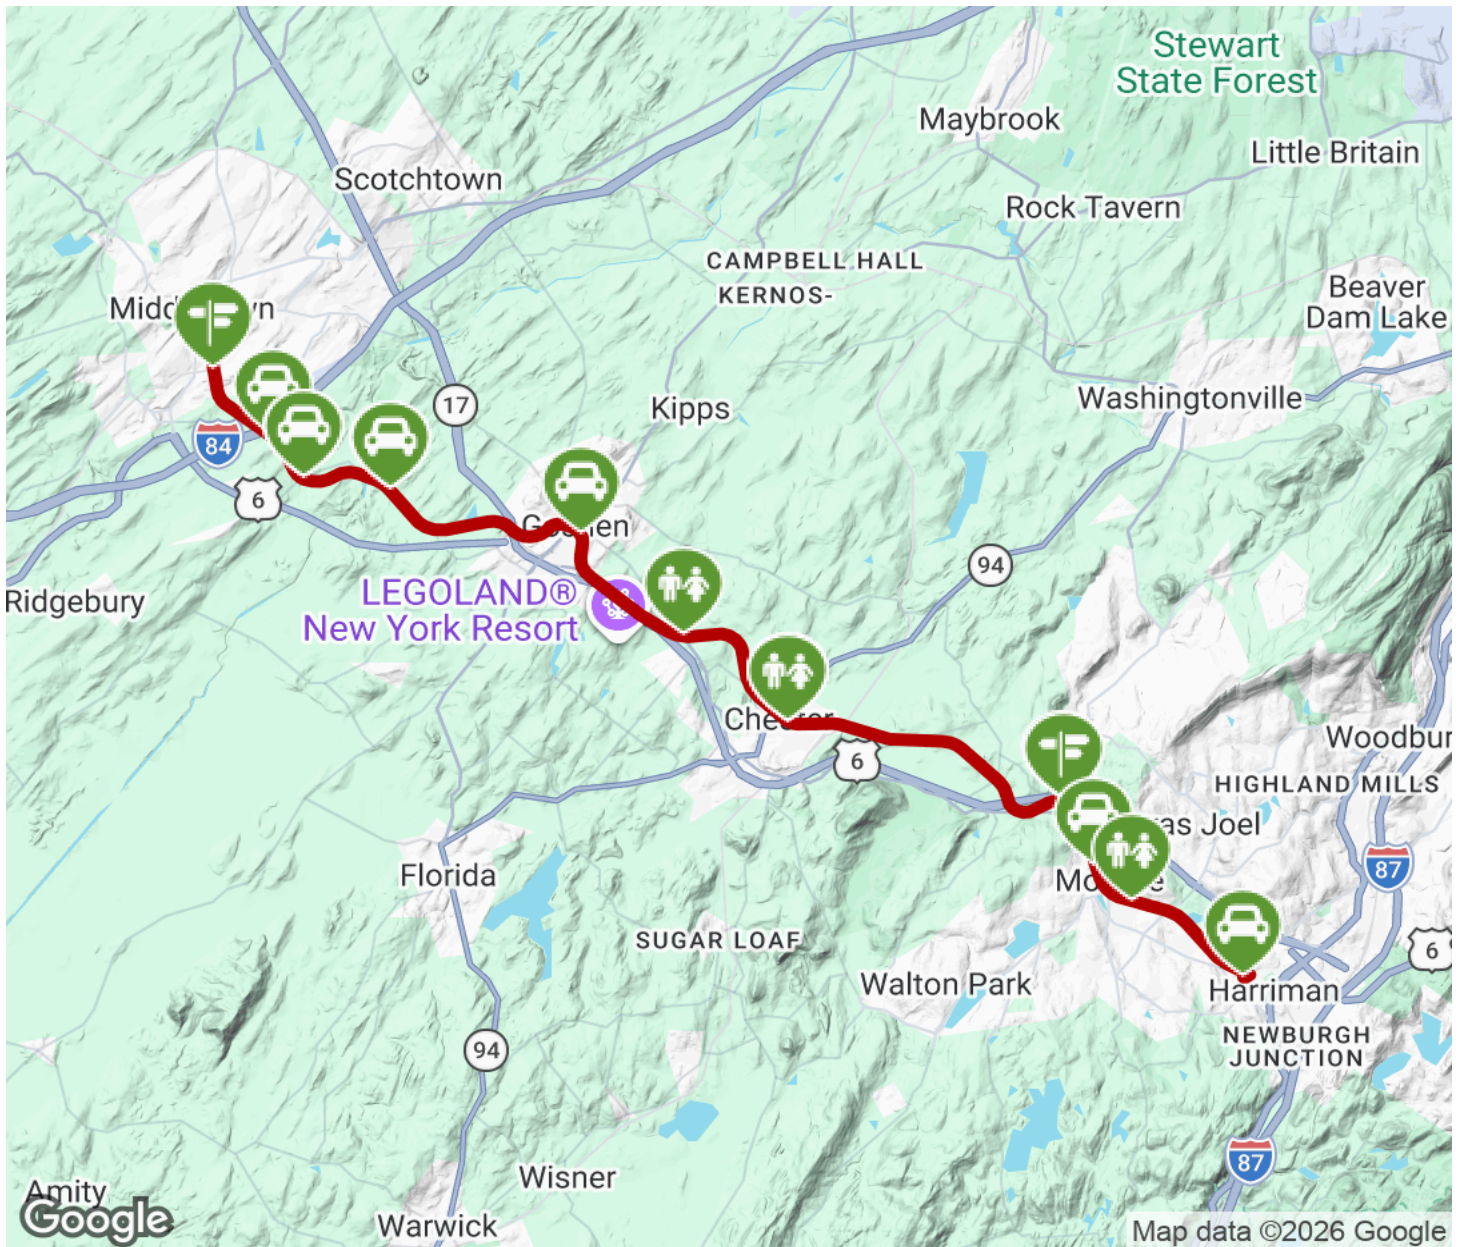 Stewart
State Forest
Maybrook
Little Britain
Scotchtown
Rock Tavern
CAMPBELL HALL
KERNOS-
Beaver
Dam Lake
Washingtonville
17
Kipps
84
6
94
LEGOLAND®
New York Resort
Ridgebury
6
Woodbur
HIGHLAND MILLS
as Joel
87
Florida
SUGAR LOAF
6
Walton Park
Harriman
NEWBURGH
JUNCTION
94
87
Wisner
Amity
Google
Warwick
Map data ©2026 Google